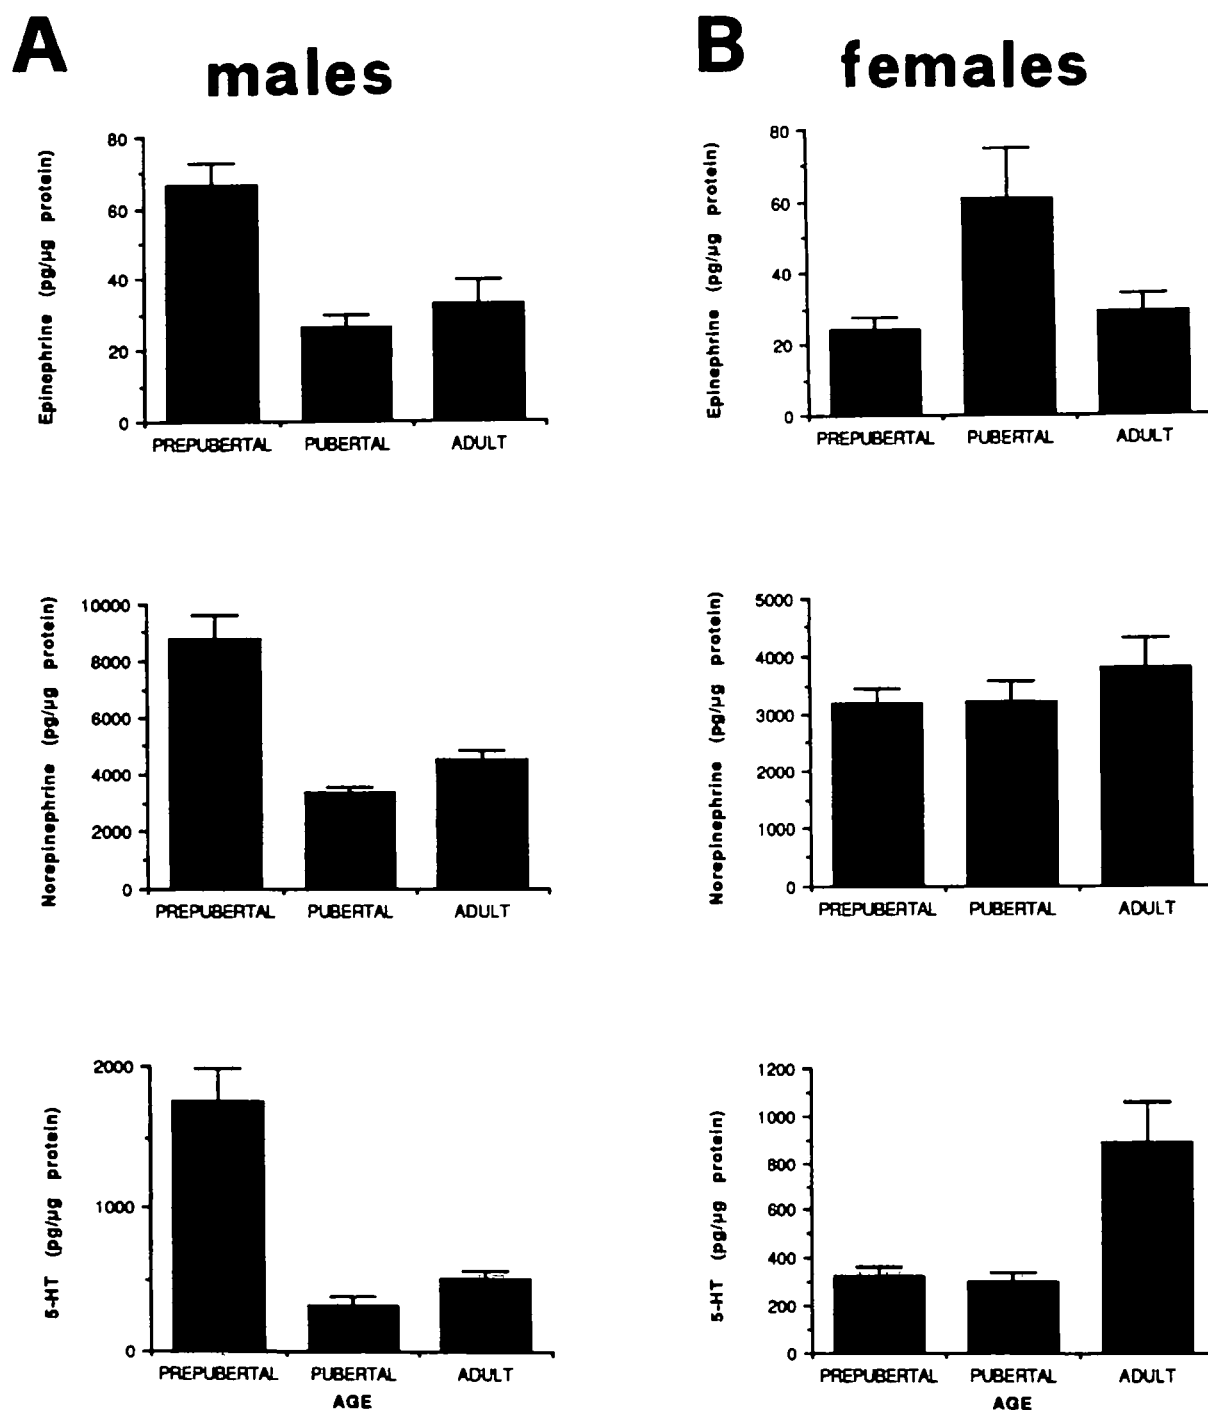 A
males
80
60
40
20
0
Epinephrine (pg/µg protein)
PREPUBERTAL PUBERTAL ADULT
10000
8000
6000
4000
2000
0
Norepinephrine (pg/µg protein)
PREPUBERTAL PUBERTAL ADULT
2000
1000
0
5-HT (pg/µg protein)
PREPUBERTAL PUBERTAL ADULT
AGE
B
females
80
60
40
20
0
Epinephrine (pg/µg protein)
PREPUBERTAL PUBERTAL ADULT
5000
4000
3000
2000
1000
0
Norepinephrine (pg/µg protein)
PREPUBERTAL PUBERTAL ADULT
1200
1000
800
600
400
200
0
5-HT (pg/µg protein)
PREPUBERTAL PUBERTAL ADULT
AGE